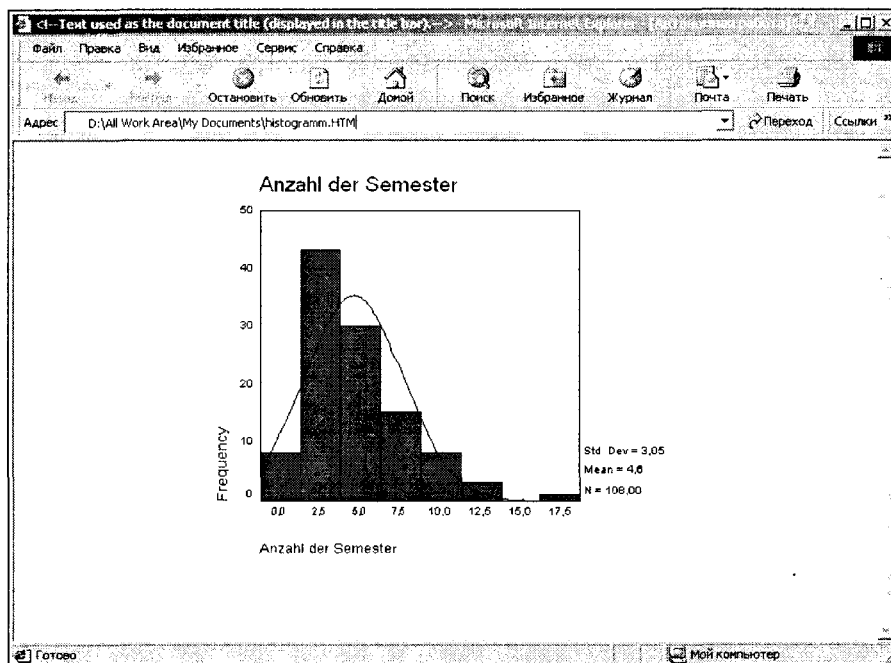 <!--Text used as the document title (displayed in the title bar).--> - Microsoft Internet Explorer
Файл Правка Вид Избранное Сервис Справка
Остановить Обновить Домой Поиск Избранное Журнал Почта Печать
Адрес D:\All Work Area\My Documents\histogramm.HTM Переход Ссылки »
Anzahl der Semester
50
40
30
20
10
0
Frequency
Std. Dev = 3,05
Mean = 4,6
N = 108,00
0,0 2,5 5,0 7,5 10,0 12,5 15,0 17,5
Anzahl der Semester
Готово Мой компьютер